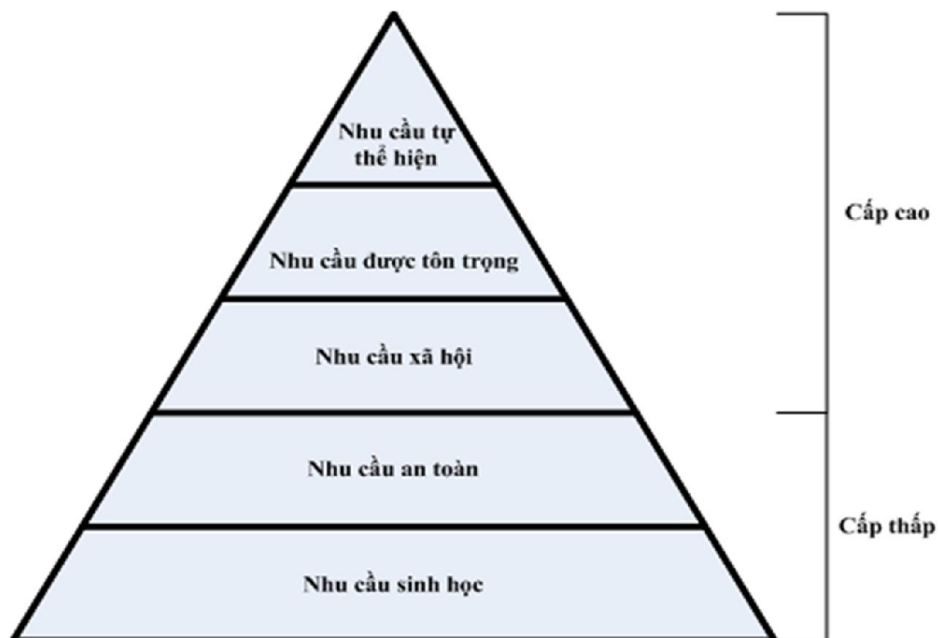 Nhu cầu tự
thể hiện
Cấp cao
Nhu cầu được tôn trọng
Nhu cầu xã hội
Nhu cầu an toàn
Cấp thấp
Nhu cầu sinh học